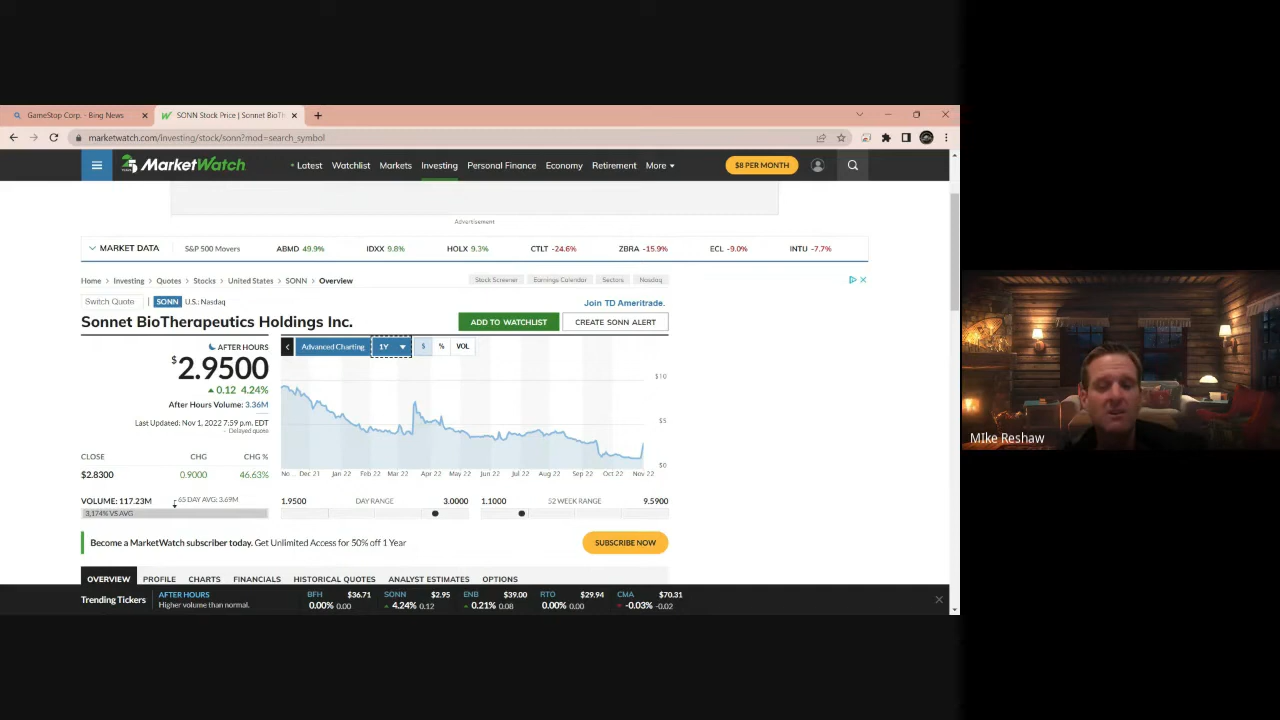 GameStop Corp. - Bing News
SONN Stock Price | Sonnet BioTh
marketwatch.com/investing/stock/sonn?mod=search_symbol
MarketWatch
Latest Watchlist Markets Investing Personal Finance Economy Retirement More
$8 PER MONTH
Advertisement
MARKET DATA S&P 500 Movers ABMD 49.9% IDXX 9.8% HOLX 9.3% CTLT -24.6% ZBRA -15.9% ECL -9.0% INTU -7.7%
Home Investing Quotes Stocks United States SONN Overview
Stock Screener Earnings Calendar Sectors Nasdaq
Switch Quote | SONN U.S.: Nasdaq
Join TD Ameritrade.
Sonnet BioTherapeutics Holdings Inc.
ADD TO WATCHLIST CREATE SONN ALERT
AFTER HOURS
$2.9500
0.12 4.24%
After Hours Volume: 3.36M
Last Updated: Nov 1, 2022 7:59 p.m. EDT
Delayed quote
CLOSE CHG CHG %
$2.8300 0.9000 46.63%
VOLUME: 117.23M 65 DAY AVG: 3.69M
3,174% VS AVG
Advanced Charting 1Y $ % VOL
$10
$5
$0
No... Dec 21 Jan 22 Feb 22 Mar 22 Apr 22 May 22 Jun 22 Jul 22 Aug 22 Sep 22 Oct 22 Nov 22
1.9500 DAY RANGE 3.0000 1.1000 52 WEEK RANGE 9.5900
Become a MarketWatch subscriber today. Get Unlimited Access for 50% off 1 Year
SUBSCRIBE NOW
OVERVIEW PROFILE CHARTS FINANCIALS HISTORICAL QUOTES ANALYST ESTIMATES OPTIONS
Trending Tickers
AFTER HOURS
Higher volume than normal.
BFH $36.71 SONN $2.95 ENB $39.00 RTO $29.94 CMA $70.31
0.00% 0.00 4.24% 0.12 0.21% 0.08 0.00% 0.00 -0.03% -0.02
MIke Reshaw